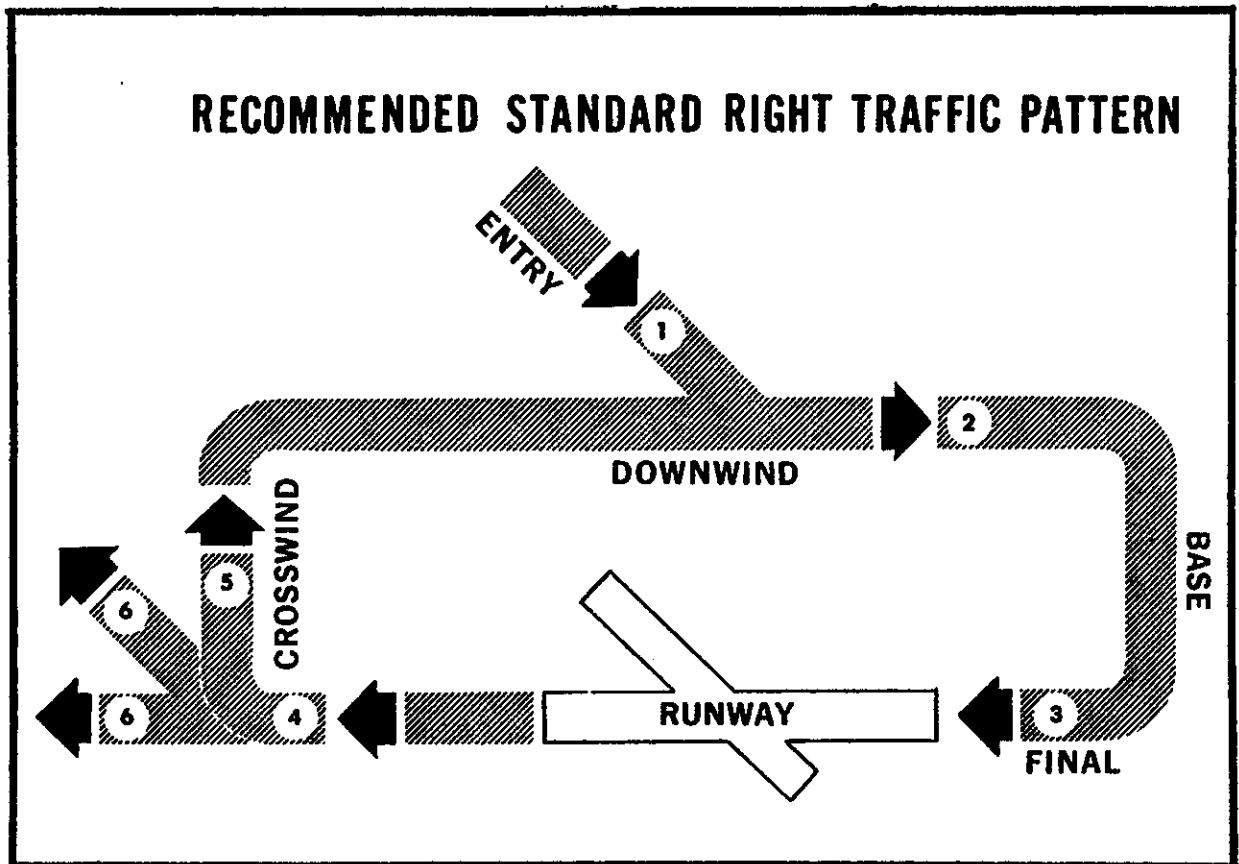 RECOMMENDED STANDARD RIGHT TRAFFIC PATTERN
ENTRY
1
2
DOWNWIND
CROSSWIND
BASE
5
6
6
4
RUNWAY
3
FINAL